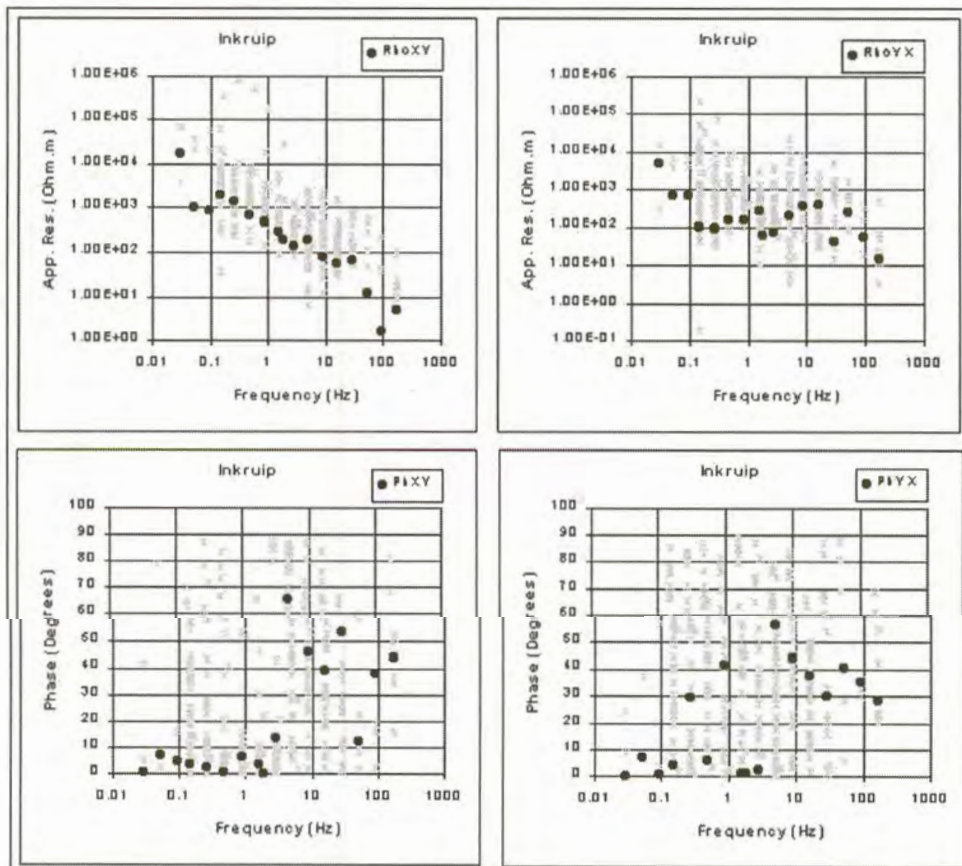 Inkruip
RhoXY
App. Res. (Ohm.m)
1.00E+06
1.00E+05
1.00E+04
1.00E+03
1.00E+02
1.00E+01
1.00E+00
0.01 0.1 1 10 100 1000
Frequency (Hz)
Inkruip
RhoYX
App. Res. (Ohm.m)
1.00E+06
1.00E+05
1.00E+04
1.00E+03
1.00E+02
1.00E+01
1.00E+00
1.00E-01
0.01 0.1 1 10 100 1000
Frequency (Hz)
Inkruip
PhXY
Phase (Degrees)
100
90
80
70
60
50
40
30
20
10
0
0.01 0.1 1 10 100 1000
Frequency (Hz)
Inkruip
PhYX
Phase (Degrees)
100
90
80
70
60
50
40
30
20
10
0
0.01 0.1 1 10 100 1000
Frequency (Hz)